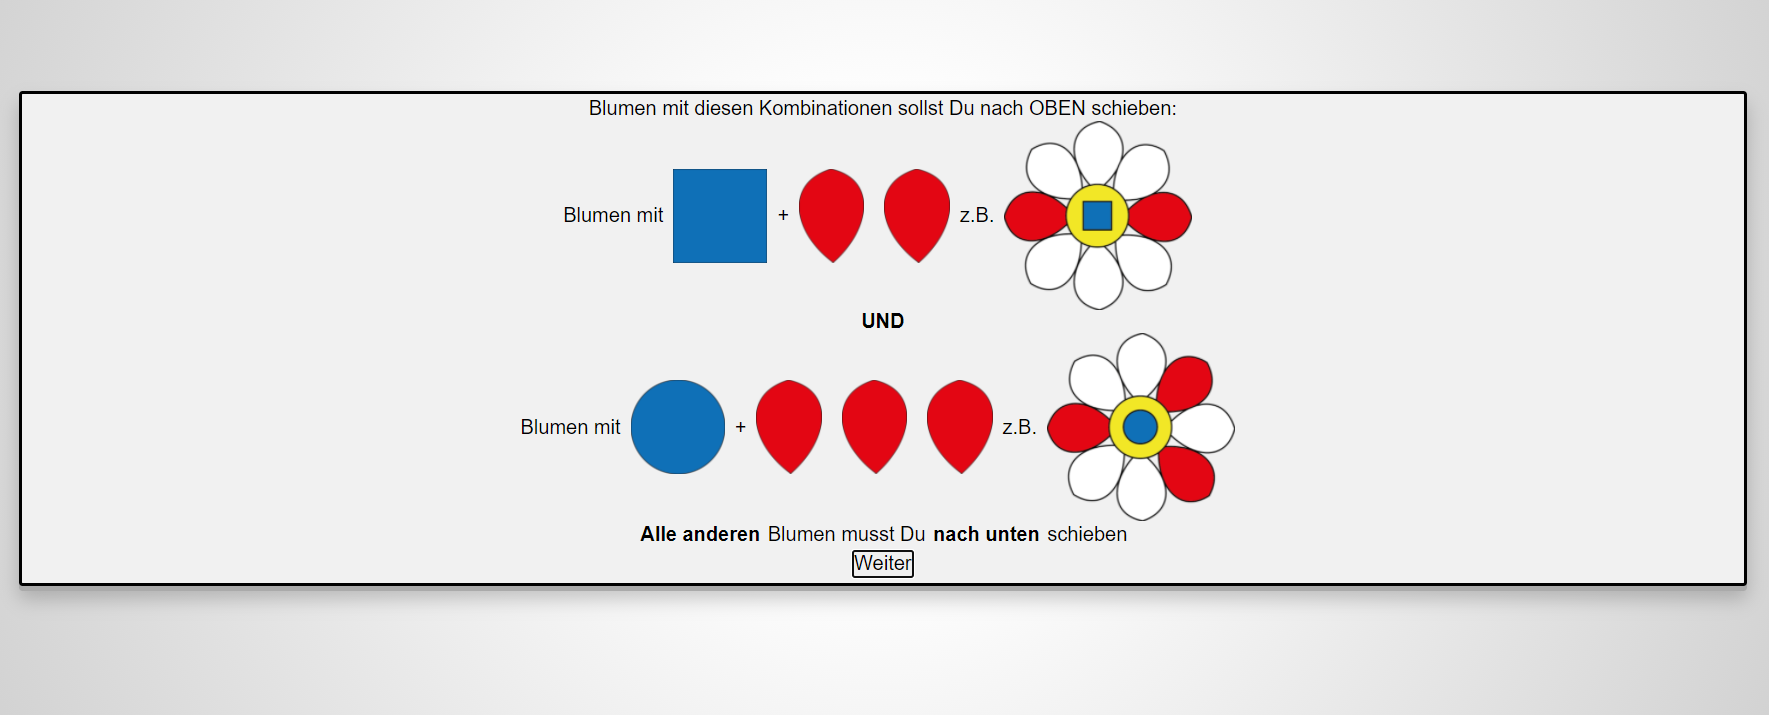 Blumen mit diesen Kombinationen sollst Du nach OBEN schieben:
Blumen mit + z.B.
UND
Blumen mit + z.B.
Alle anderen Blumen musst Du nach unten schieben
Weiter